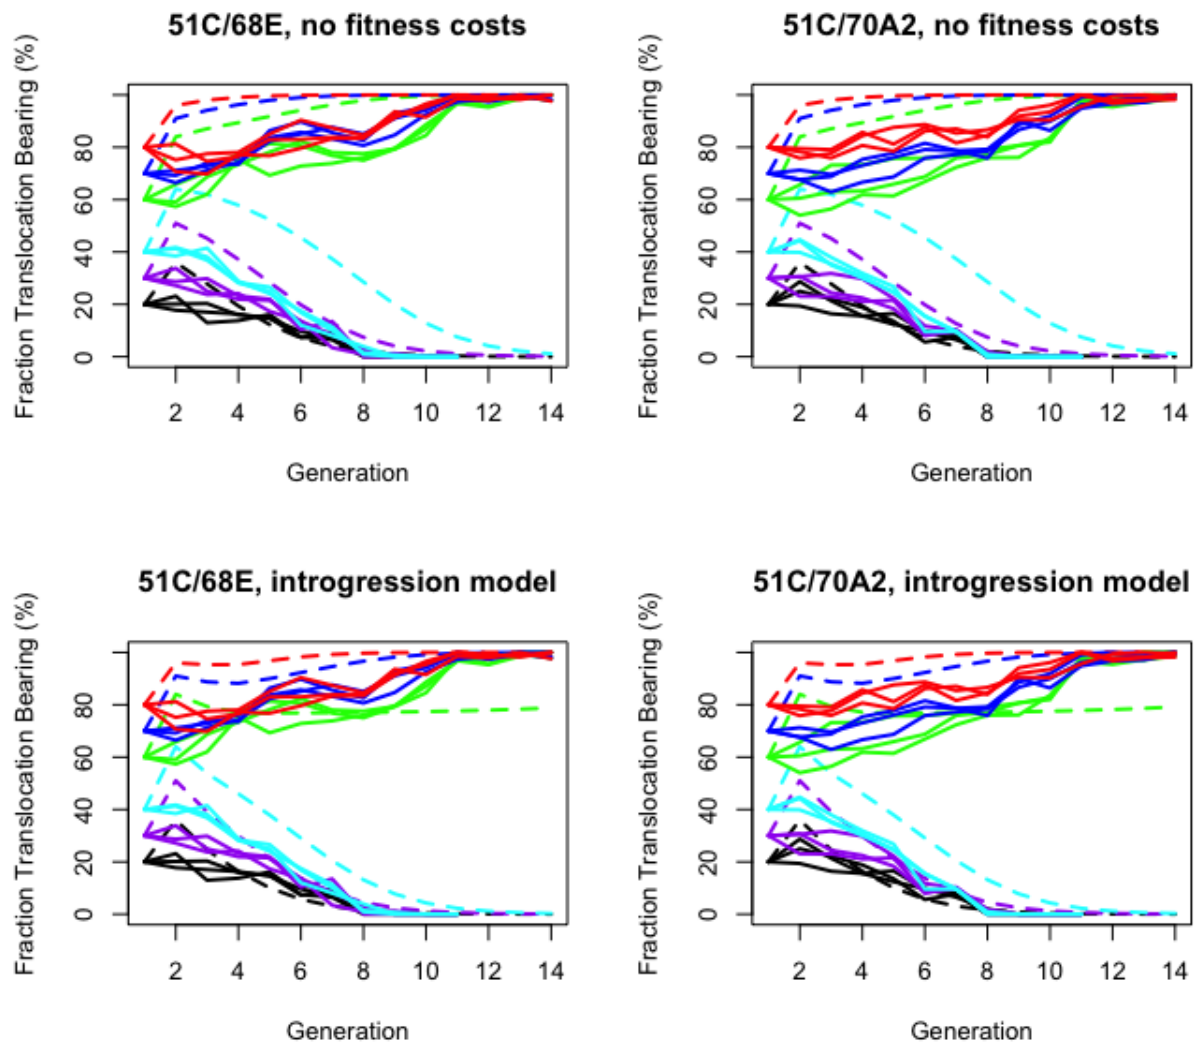 51C/68E, no fitness costs
Fraction Translocation Bearing (%)
0 20 40 60 80
2 4 6 8 10 12 14
Generation
51C/70A2, no fitness costs
Fraction Translocation Bearing (%)
0 20 40 60 80
2 4 6 8 10 12 14
Generation
51C/68E, introgression model
Fraction Translocation Bearing (%)
0 20 40 60 80
2 4 6 8 10 12 14
Generation
51C/70A2, introgression model
Fraction Translocation Bearing (%)
0 20 40 60 80
2 4 6 8 10 12 14
Generation